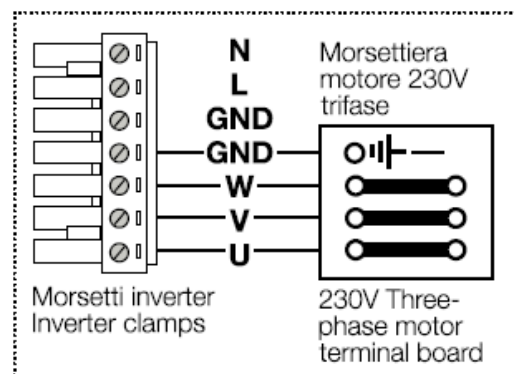 N
L
GND
GND
W
V
U
Morsettiera
motore 230V
trifase
Morsetti inverter
Inverter clamps
230V Three-
phase motor
terminal board